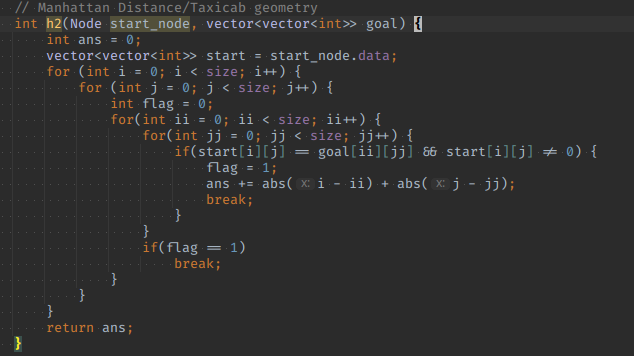 // Manhattan Distance/Taxicab geometry
int h2(Node start_node, vector<vector<int>> goal) {
    int ans = 0;
    vector<vector<int>> start = start_node.data;
    for (int i = 0; i < size; i++) {
        for (int j = 0; j < size; j++) {
            int flag = 0;
            for(int ii = 0; ii < size; ii++) {
                for(int jj = 0; jj < size; jj++) {
                    if(start[i][j] == goal[ii][jj] && start[i][j] != 0) {
                        flag = 1;
                        ans += abs( x: i - ii) + abs( x: j - jj);
                        break;
                    }
                }
                if(flag == 1)
                    break;
            }
        }
    }
    return ans;
}